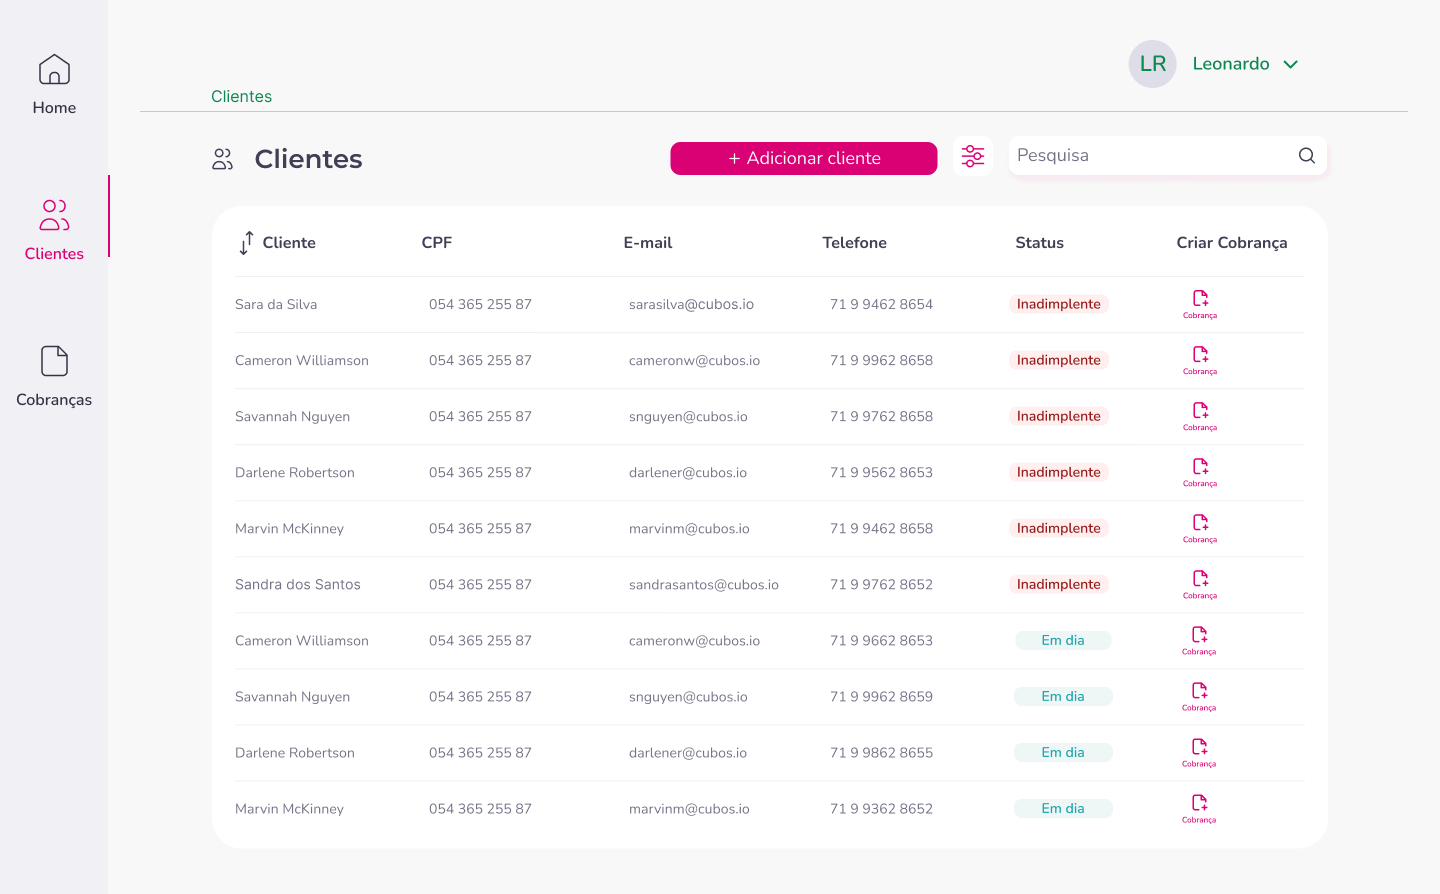 LR Leonardo
Home
Clientes
Clientes
+ Adicionar cliente
Pesquisa
Clientes
Cobranças
Cliente CPF E-mail Telefone Status Criar Cobrança
Sara da Silva 054 365 255 87 sarasilva@cubos.io 71 9 9462 8654 Inadimplente Cobrança
Cameron Williamson 054 365 255 87 cameronw@cubos.io 71 9 9962 8658 Inadimplente Cobrança
Savannah Nguyen 054 365 255 87 snguyen@cubos.io 71 9 9762 8658 Inadimplente Cobrança
Darlene Robertson 054 365 255 87 darlener@cubos.io 71 9 9562 8653 Inadimplente Cobrança
Marvin McKinney 054 365 255 87 marvinm@cubos.io 71 9 9462 8658 Inadimplente Cobrança
Sandra dos Santos 054 365 255 87 sandrasantos@cubos.io 71 9 9762 8652 Inadimplente Cobrança
Cameron Williamson 054 365 255 87 cameronw@cubos.io 71 9 9662 8653 Em dia Cobrança
Savannah Nguyen 054 365 255 87 snguyen@cubos.io 71 9 9962 8659 Em dia Cobrança
Darlene Robertson 054 365 255 87 darlener@cubos.io 71 9 9862 8655 Em dia Cobrança
Marvin McKinney 054 365 255 87 marvinm@cubos.io 71 9 9362 8652 Em dia Cobrança